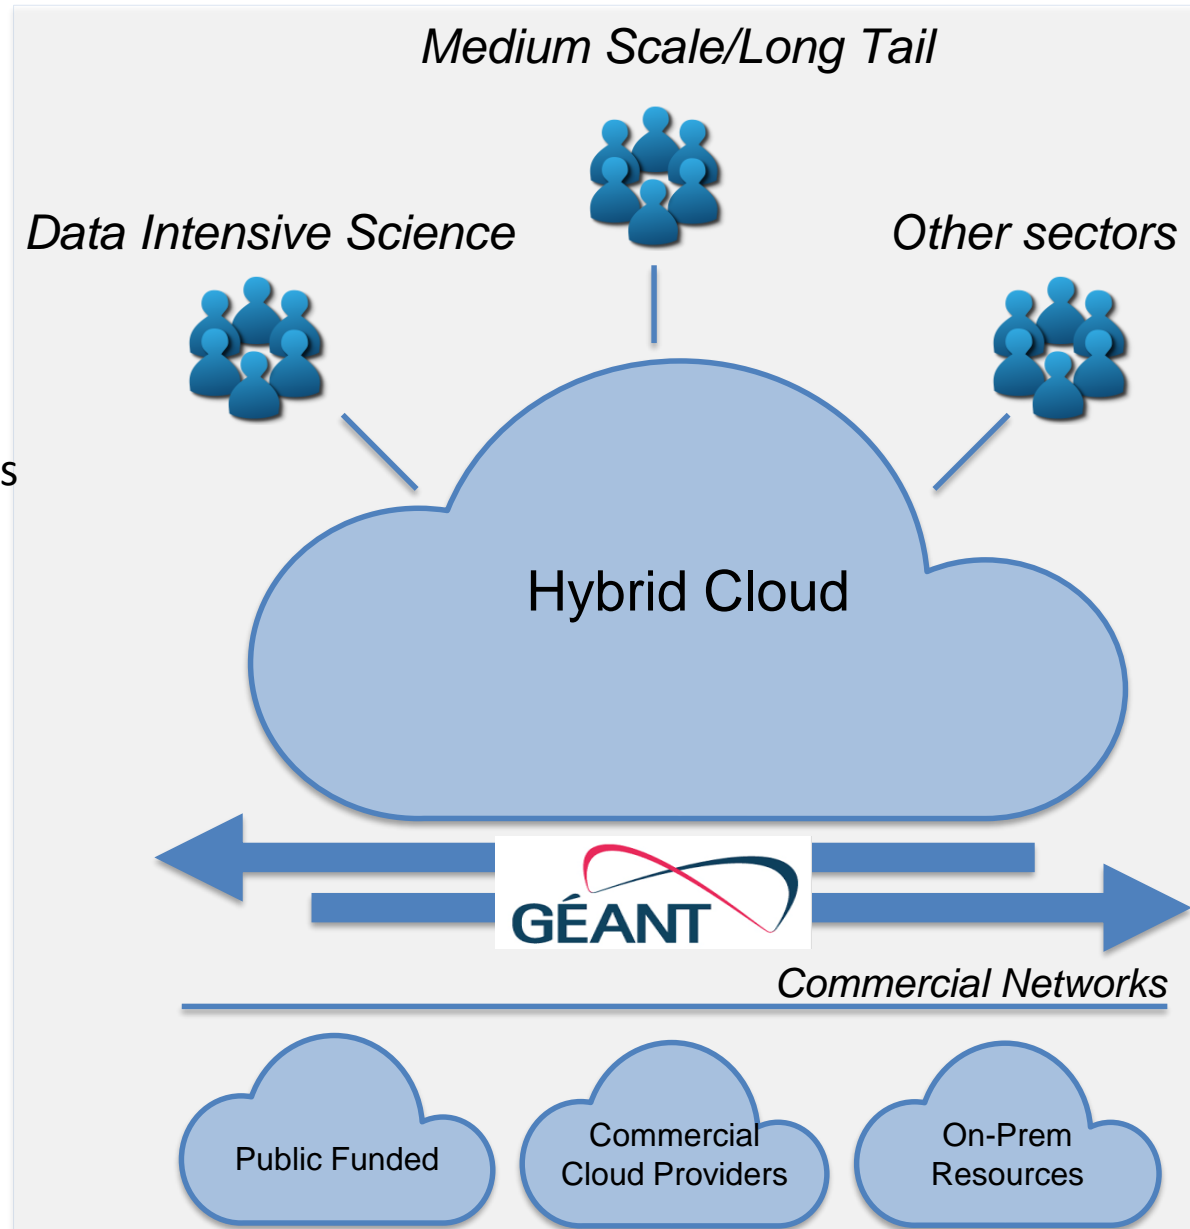 Medium Scale/Long Tail
Data Intensive Science
Other sectors
s
Hybrid Cloud
GÉANT
Commercial Networks
Public Funded
Commercial
Cloud Providers
On-Prem
Resources